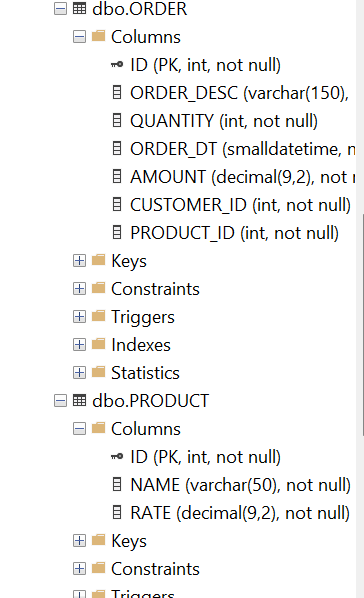 dbo.ORDER
Columns
ID (PK, int, not null)
ORDER_DESC (varchar(150),
QUANTITY (int, not null)
ORDER_DT (smalldatetime, n
AMOUNT (decimal(9,2), not
CUSTOMER_ID (int, not null)
PRODUCT_ID (int, not null)
Keys
Constraints
Triggers
Indexes
Statistics
dbo.PRODUCT
Columns
ID (PK, int, not null)
NAME (varchar(50), not null)
RATE (decimal(9,2), not null)
Keys
Constraints
Triggers